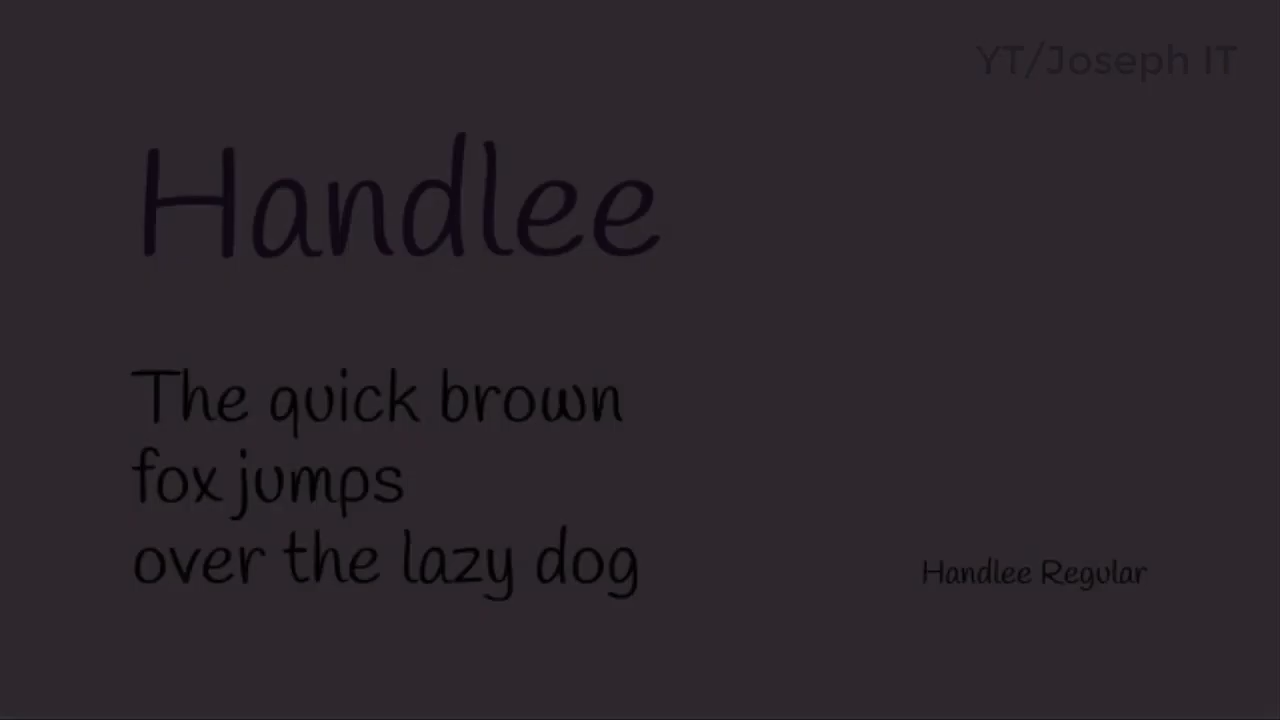 YT/Joseph IT
Handlee
The quick brown
fox jumps
over the lazy dog
Handlee Regular